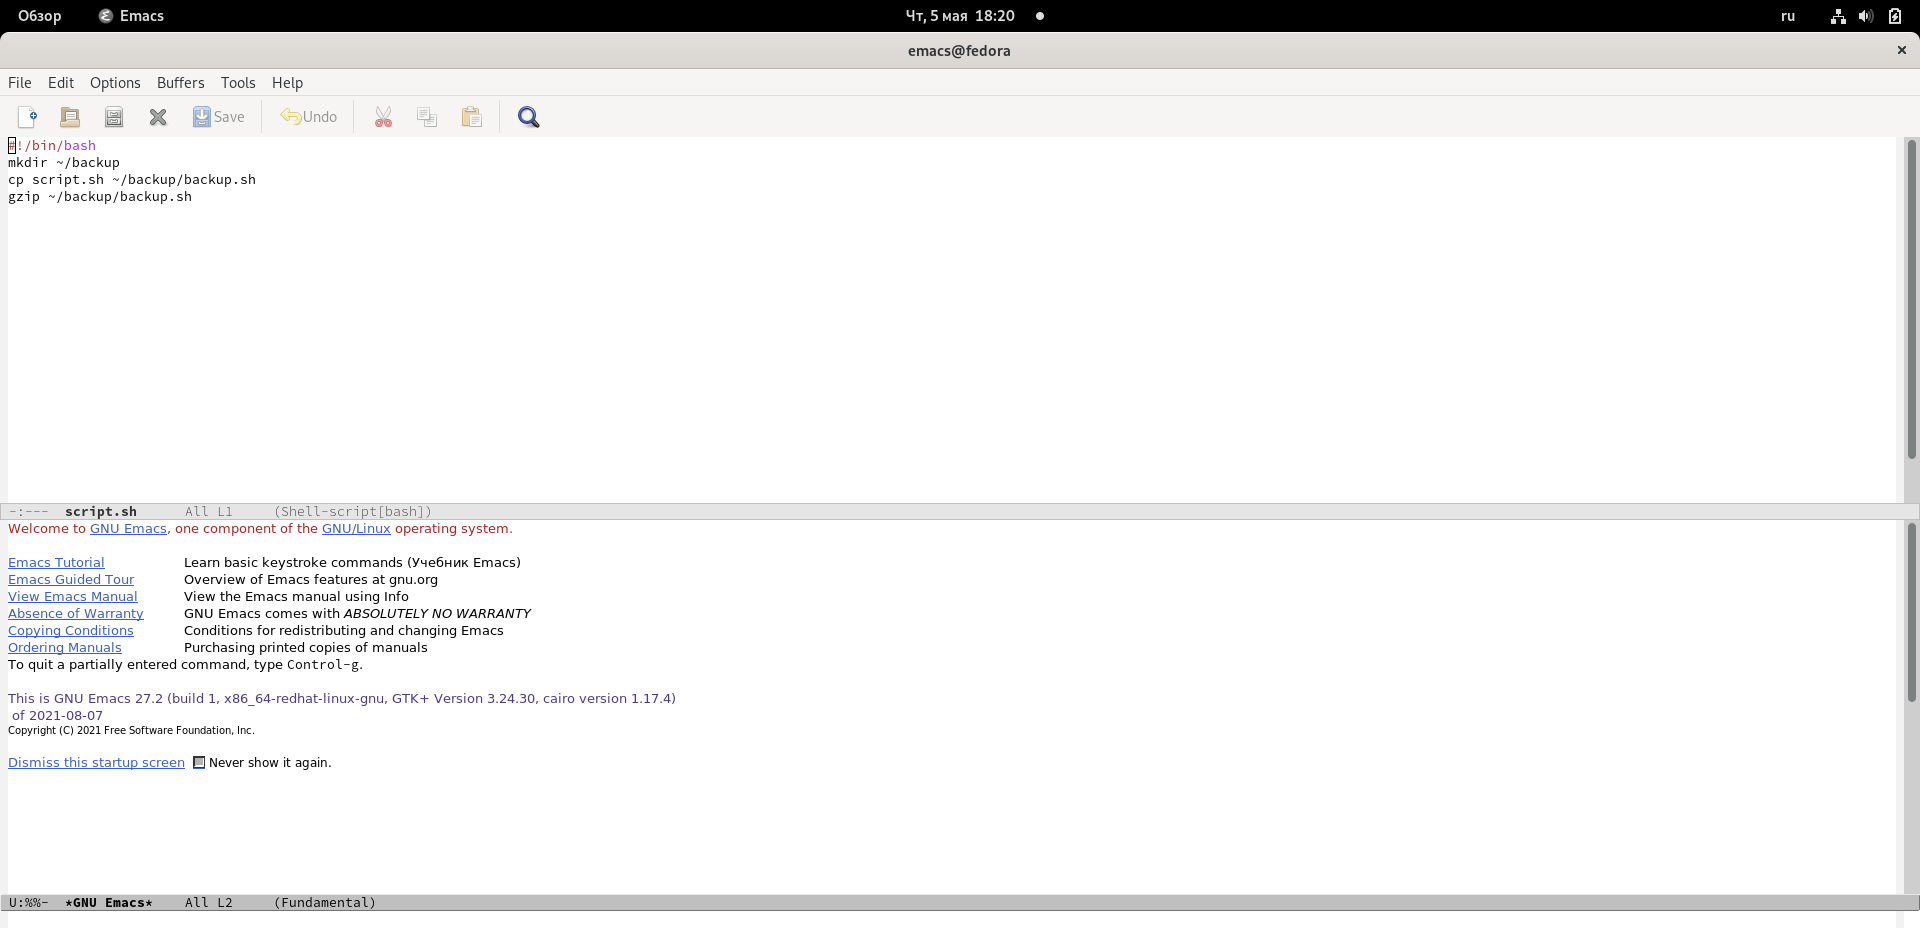 Обзор Emacs Чт, 5 мая 18:20 ru
emacs@fedora
File Edit Options Buffers Tools Help
Save Undo
#!/bin/bash
mkdir ~/backup
cp script.sh ~/backup/backup.sh
gzip ~/backup/backup.sh
-:--- script.sh All L1 (Shell-script[bash])
Welcome to GNU Emacs, one component of the GNU/Linux operating system.
Emacs Tutorial Learn basic keystroke commands (Учебник Emacs)
Emacs Guided Tour Overview of Emacs features at gnu.org
View Emacs Manual View the Emacs manual using Info
Absence of Warranty GNU Emacs comes with ABSOLUTELY NO WARRANTY
Copying Conditions Conditions for redistributing and changing Emacs
Ordering Manuals Purchasing printed copies of manuals
To quit a partially entered command, type Control-g.
This is GNU Emacs 27.2 (build 1, x86_64-redhat-linux-gnu, GTK+ Version 3.24.30, cairo version 1.17.4)
of 2021-08-07
Copyright (C) 2021 Free Software Foundation, Inc.
Dismiss this startup screen Never show it again.
U:%%- *GNU Emacs* All L2 (Fundamental)